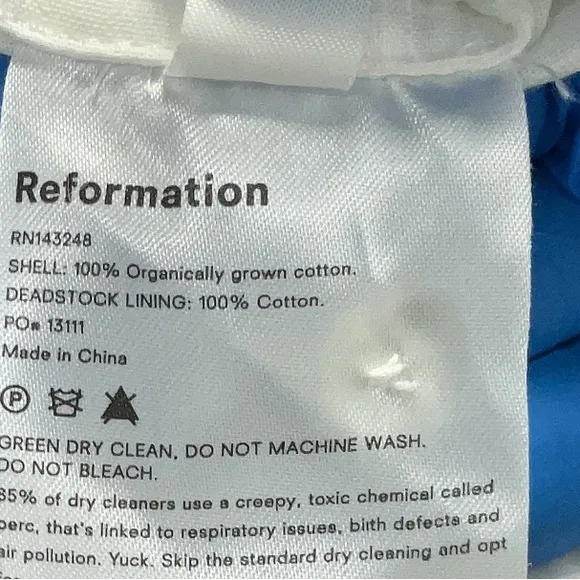 Reformation
RN143248
SHELL: 100% Organically grown cotton.
DEADSTOCK LINING: 100% Cotton.
PO# 13111
Made in China
P
GREEN DRY CLEAN, DO NOT MACHINE WASH.
DO NOT BLEACH.
85% of dry cleaners use a creepy, toxic chemical called
perc, that's linked to respiratory issues, birth defects and
air pollution. Yuck. Skip the standard dry cleaning and opt